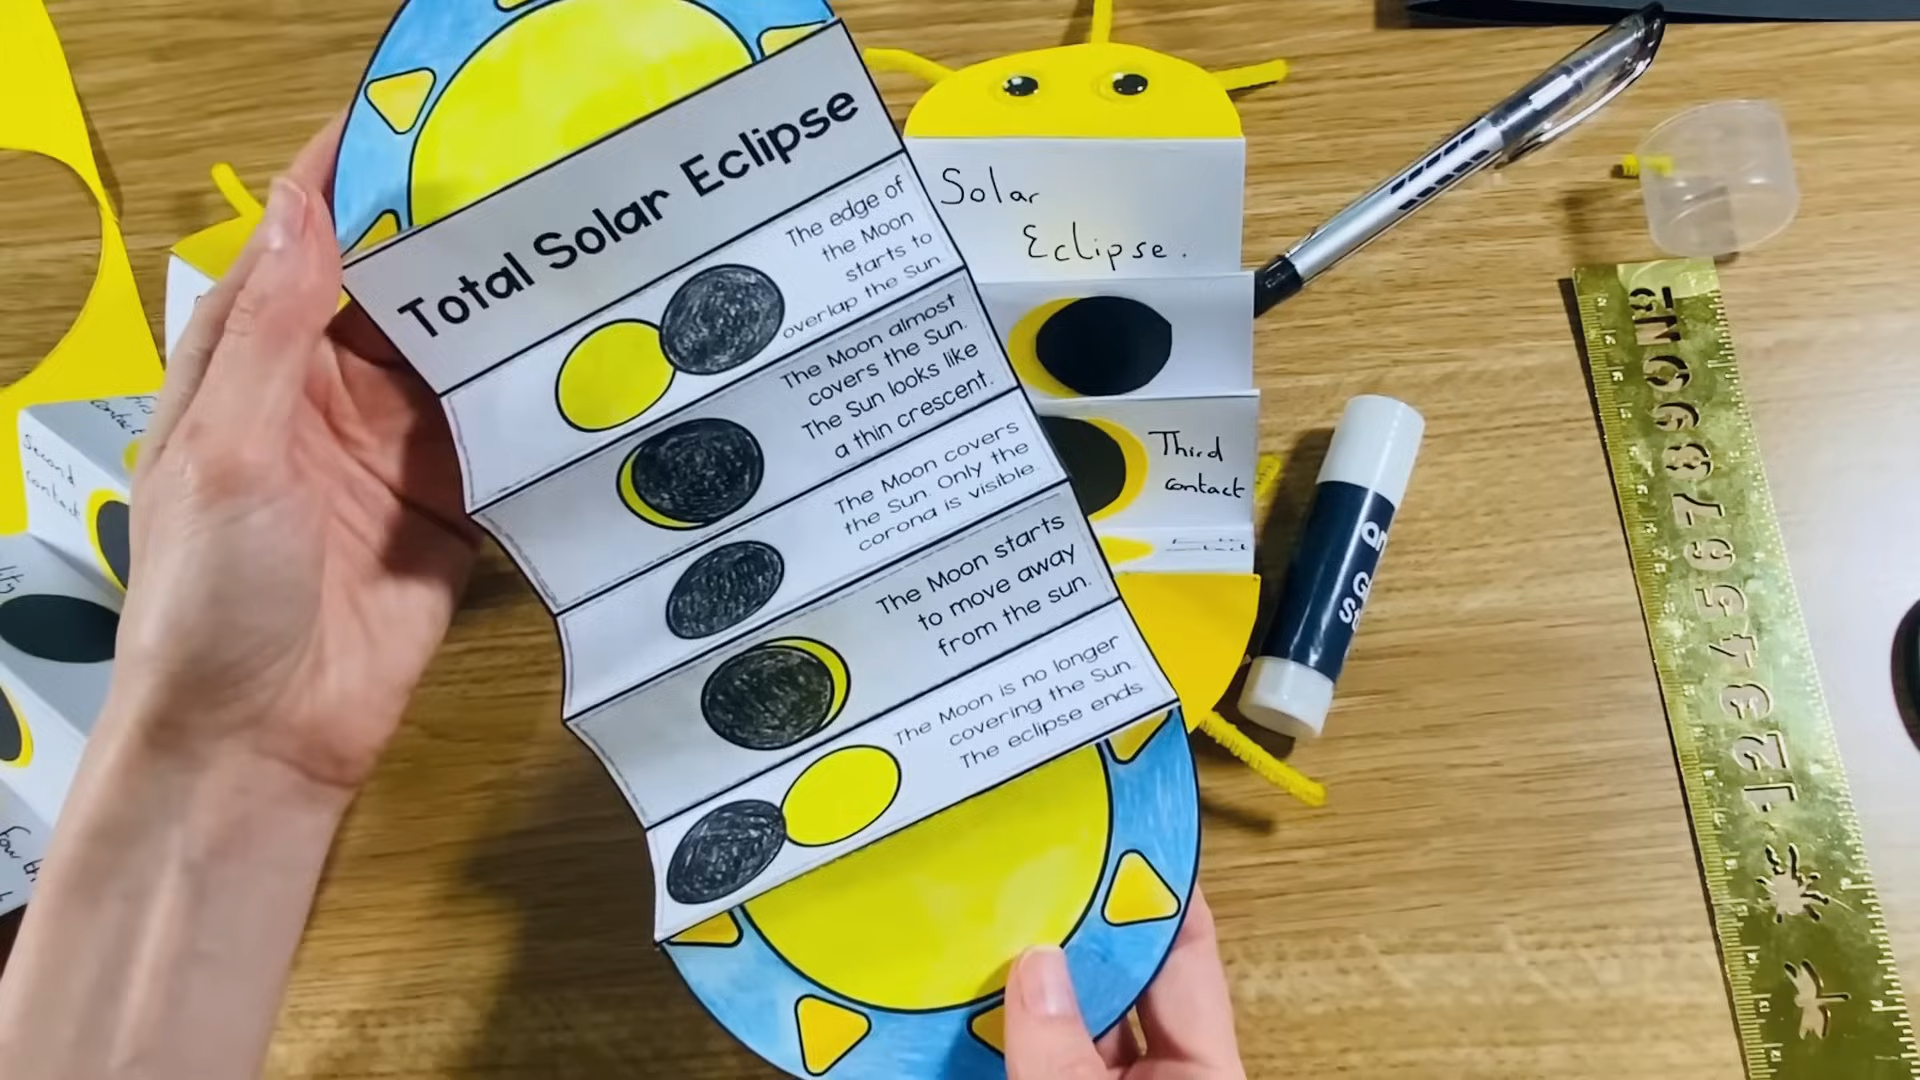 Total Solar Eclipse
The edge of
the Moon
starts to
overlap the Sun.
The Moon almost
covers the Sun.
The Sun looks like
a thin crescent.
The Moon covers
the Sun. Only the
corona is visible.
The Moon starts
to move away
from the sun.
The Moon is no longer
covering the Sun.
The eclipse ends.
Solar
Eclipse.
Third
contact
Second
contact
contact
1234567890